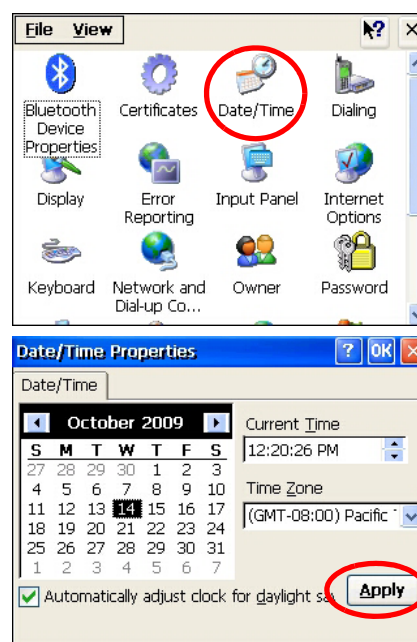 File View
? ×
Bluetooth Device Properties
Certificates
Date/Time
Dialing
Display
Error Reporting
Input Panel
Internet Options
Keyboard
Network and Dial-up Co...
Owner
Password
Date/Time Properties ? OK ×
Date/Time
October 2009
S M T W T F S
27 28 29 30 1 2 3
4 5 6 7 8 9 10
11 12 13 14 15 16 17
18 19 20 21 22 23 24
25 26 27 28 29 30 31
1 2 3 4 5 6 7
Current Time
12:20:26 PM
Time Zone
(GMT-08:00) Pacific
Automatically adjust clock for daylight
Apply